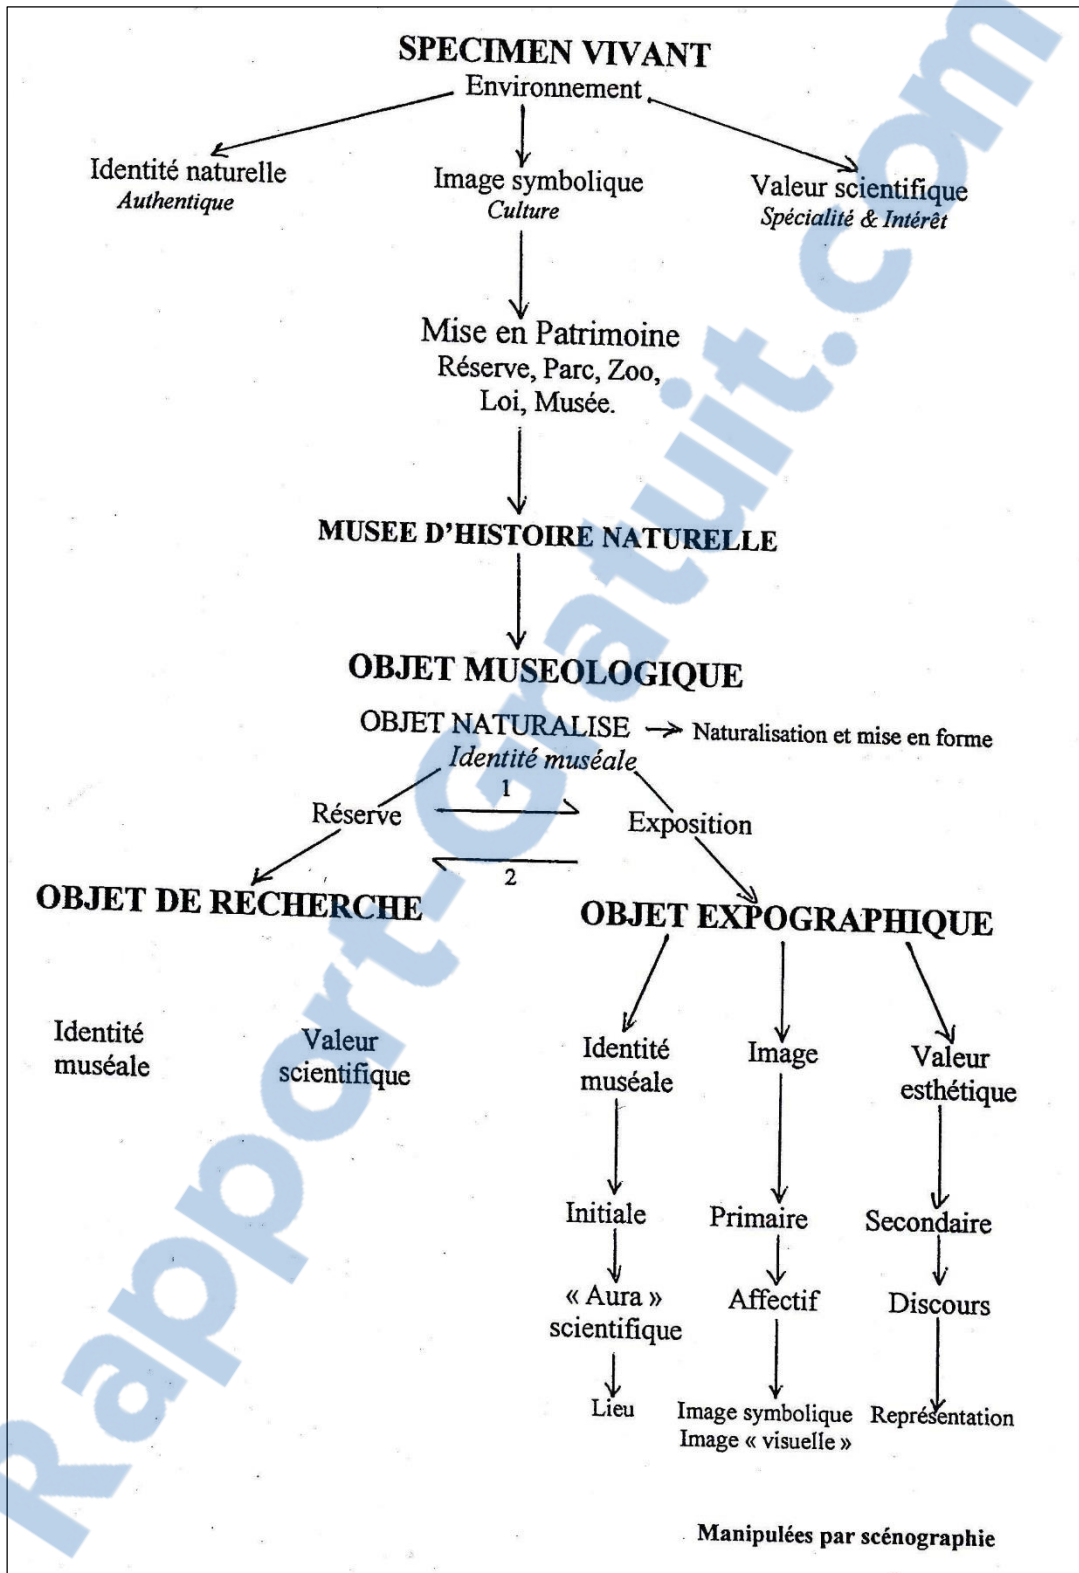 SPECIMEN VIVANT
Environnement
Identité naturelle
Authentique
Image symbolique
Culture
Valeur scientifique
Spécialité & Intérêt
Mise en Patrimoine
Réserve, Parc, Zoo,
Loi, Musée.
MUSEE D'HISTOIRE NATURELLE
OBJET MUSEOLOGIQUE
OBJET NATURALISE
Naturalisation et mise en forme
Identité muséale
1
Réserve
Exposition
2
OBJET DE RECHERCHE
OBJET EXPOGRAPHIQUE
Identité
muséale
Valeur
scientifique
Identité
muséale
Image
Valeur
esthétique
Initiale
Primaire
Secondaire
« Aura »
scientifique
Affectif
Discours
Lieu
Image symbolique
Image « visuelle »
Représentation
Manipulées par scénographie
Rapport-Gratuit.com